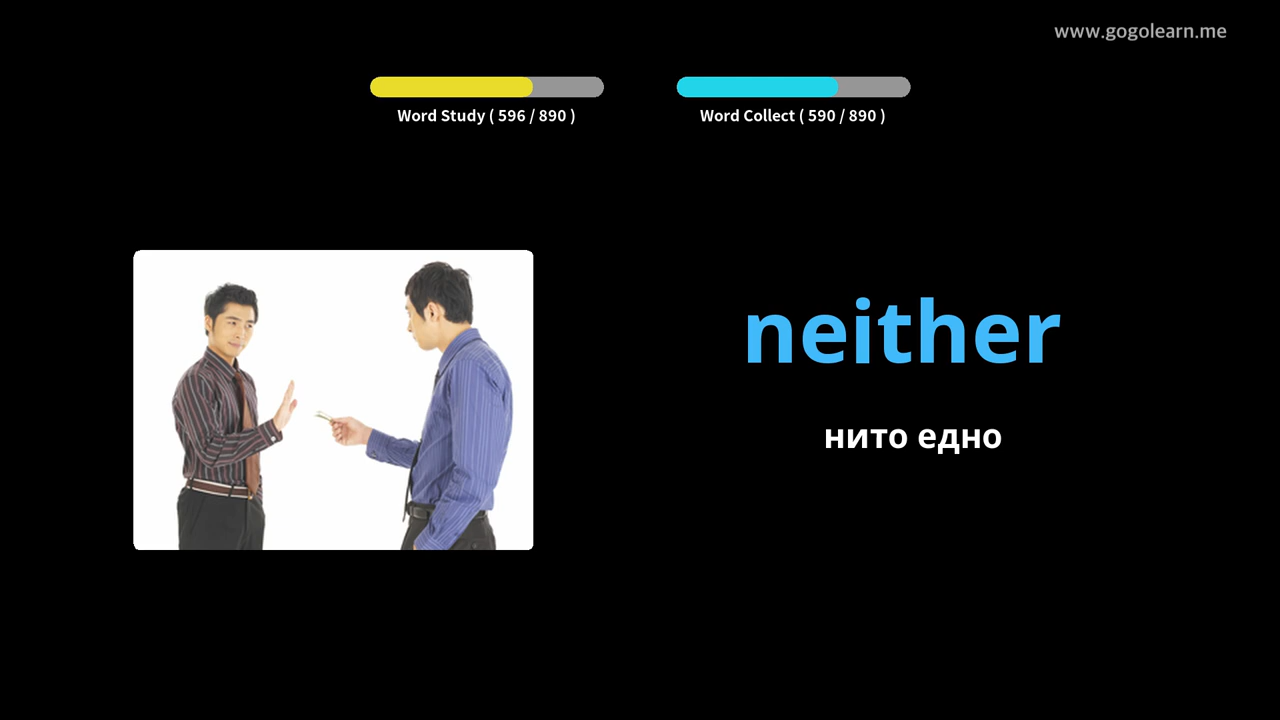 www.gogolearn.me
Word Study ( 596 / 890 )
Word Collect ( 590 / 890 )
neither
нито едно